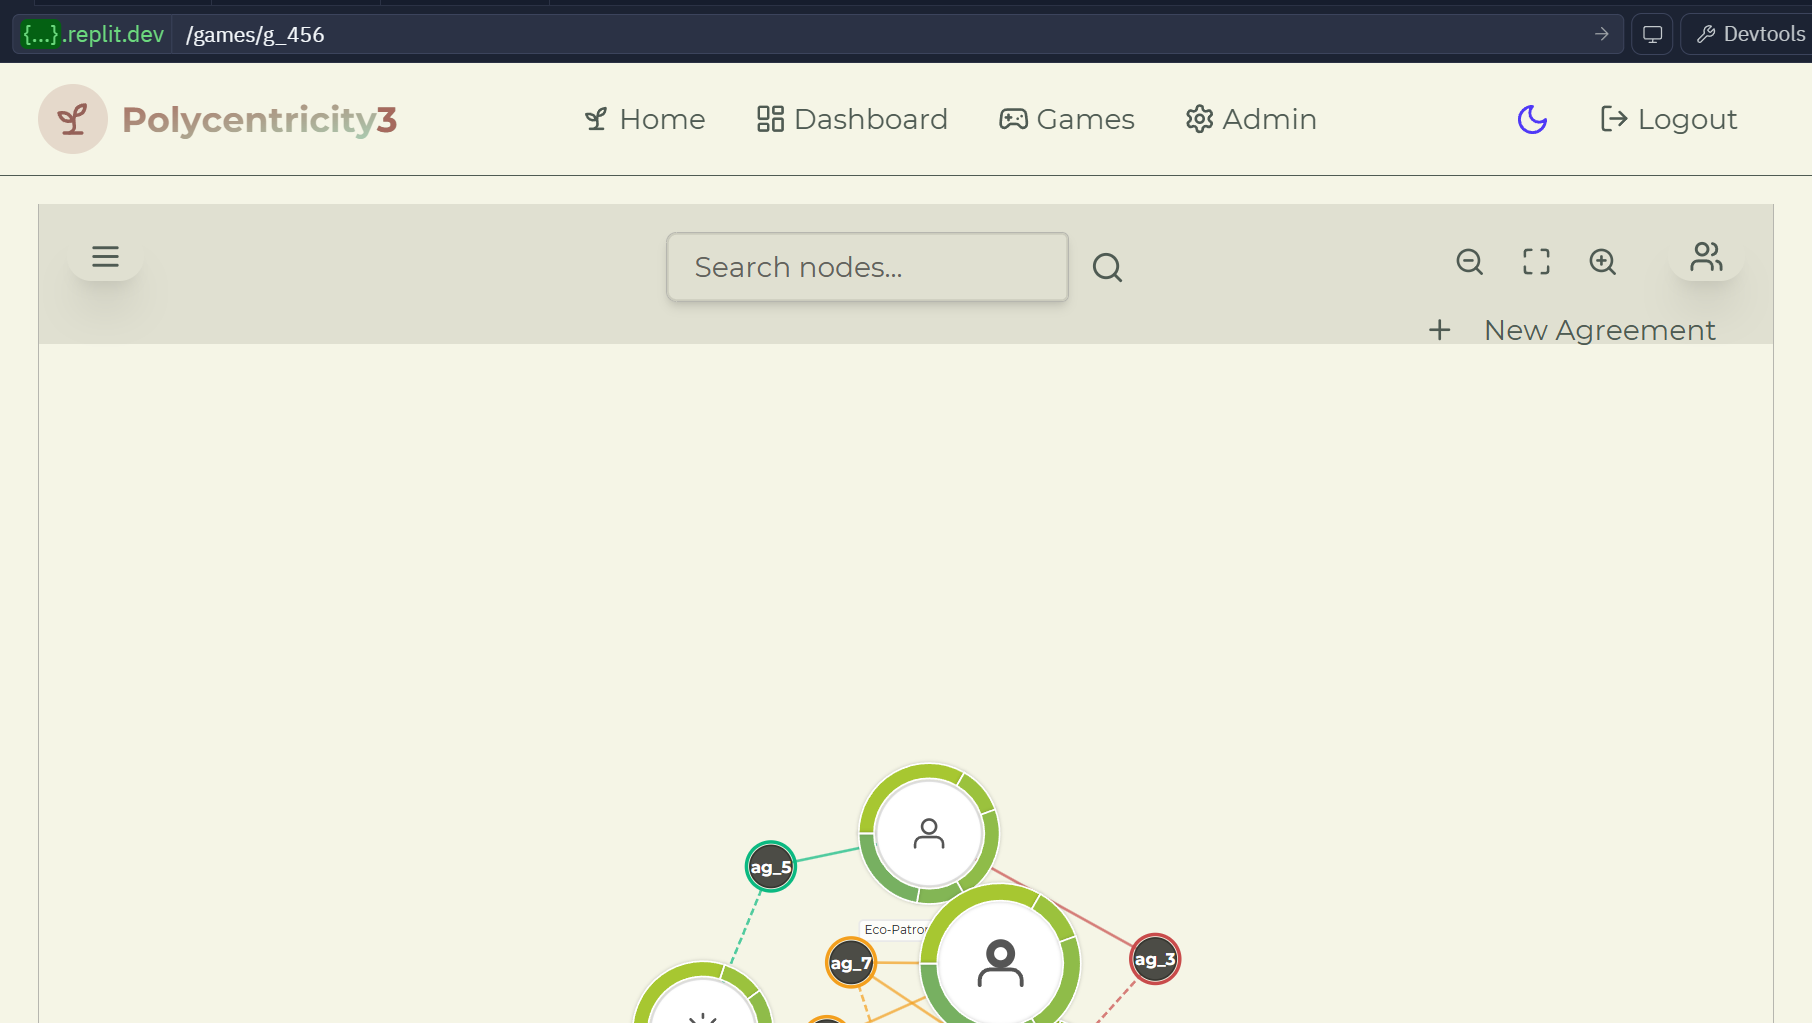 {...}.replit.dev /games/g_456 Devtools
Polycentricity3 Home Dashboard Games Admin Logout
Search nodes...
New Agreement
ag_5
Eco-Patro
ag_7
ag_3